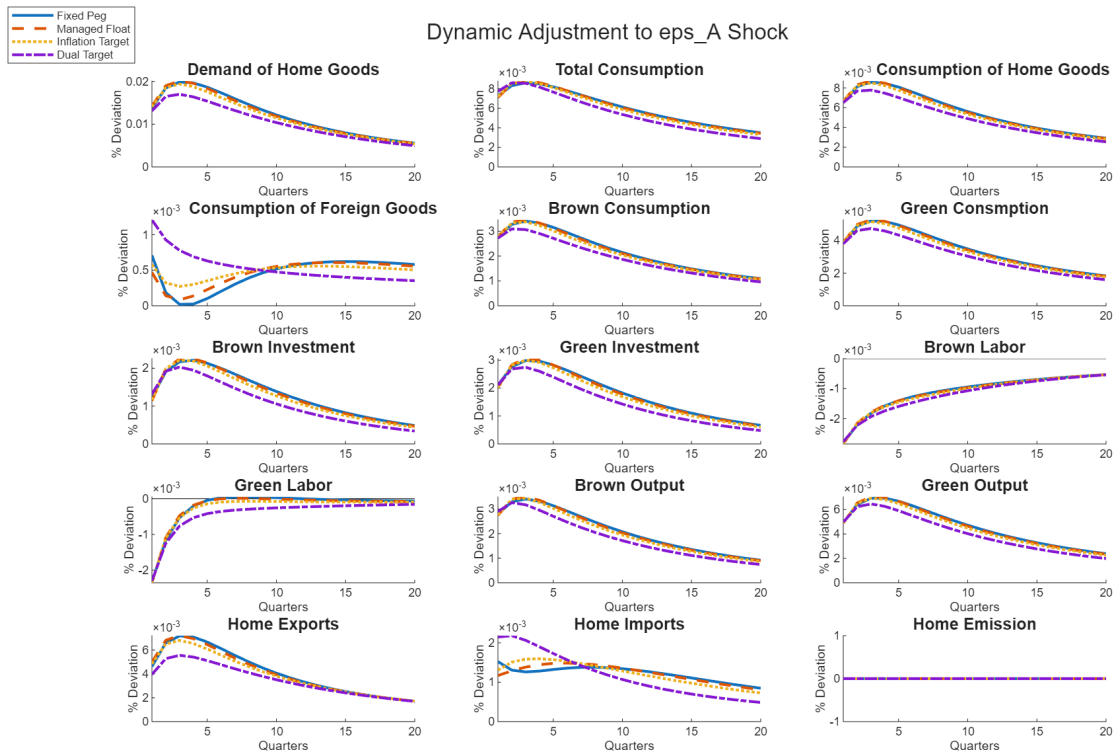 Fixed Peg
Managed Float
Inflation Target
Dual Target
Dynamic Adjustment to eps_A Shock
Demand of Home Goods
0.02
0.01
0
% Deviation
5 10 15 20
Quarters
Total Consumption
×10-3
8
6
4
2
0
% Deviation
5 10 15 20
Quarters
Consumption of Home Goods
×10-3
8
6
4
2
0
% Deviation
5 10 15 20
Quarters
Consumption of Foreign Goods
×10-3
1
0.5
0
% Deviation
5 10 15 20
Quarters
Brown Consumption
×10-3
3
2
1
0
% Deviation
5 10 15 20
Quarters
Green Consmption
×10-3
4
2
0
% Deviation
5 10 15 20
Quarters
Brown Investment
×10-3
2
1
0
% Deviation
5 10 15 20
Quarters
Green Investment
×10-3
3
2
1
0
% Deviation
5 10 15 20
Quarters
Brown Labor
×10-3
0
-1
-2
% Deviation
5 10 15 20
Quarters
Green Labor
×10-3
0
-1
-2
% Deviation
5 10 15 20
Quarters
Brown Output
×10-3
3
2
1
0
% Deviation
5 10 15 20
Quarters
Green Output
×10-3
6
4
2
0
% Deviation
5 10 15 20
Quarters
Home Exports
×10-3
6
4
2
0
% Deviation
5 10 15 20
Quarters
Home Imports
×10-3
2
1
0
% Deviation
5 10 15 20
Quarters
Home Emission
1
0
-1
% Deviation
5 10 15 20
Quarters